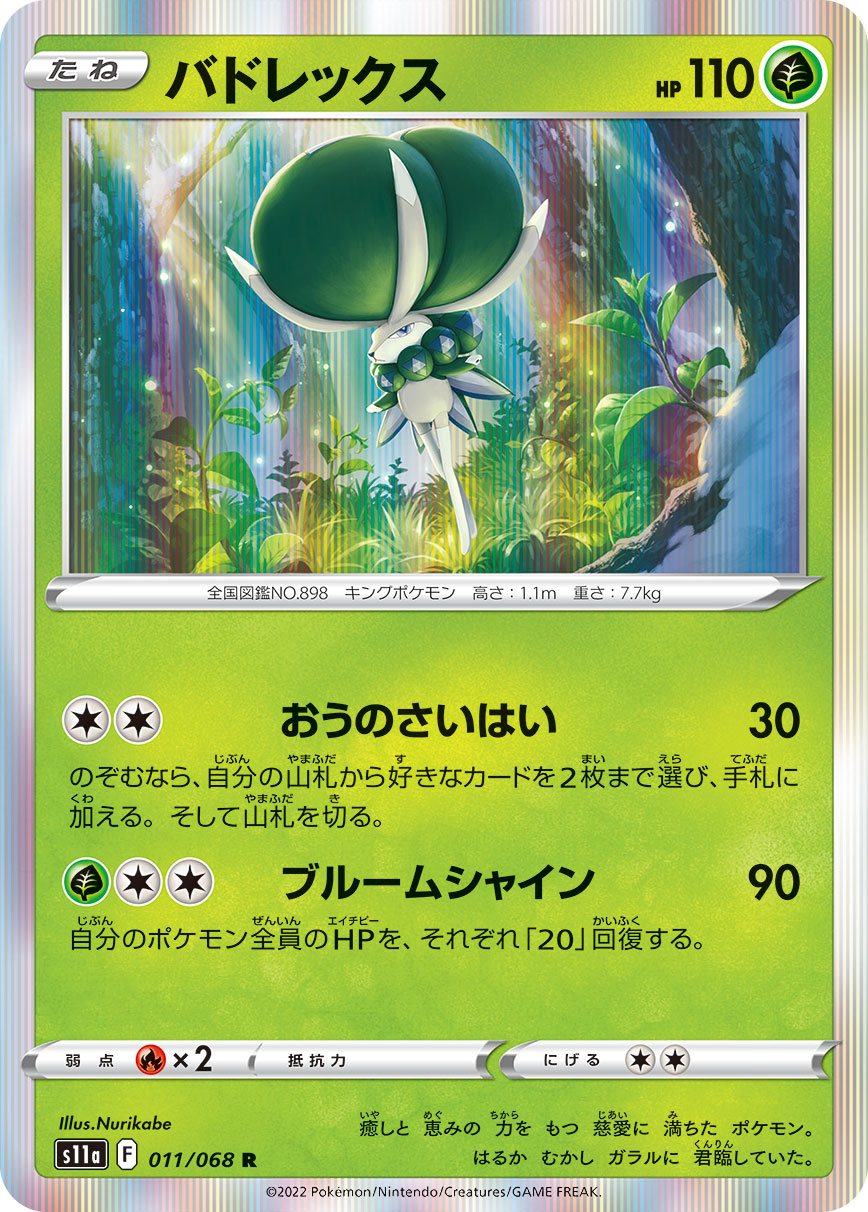 たね
バドレックス
HP 110
全国図鑑NO.898 キングポケモン 高さ:1.1m 重さ:7.7kg
おうのさいはい 30
のぞむなら、自分の山札から好きなカードを2枚まで選び、手札に
加える。そして山札を切る。
ブルームシャイン 90
自分のポケモン全員のHPを、それぞれ「20」回復する。
弱点 ×2 抵抗力 にげる
Illus.Nurikabe
癒しと 恵みの 力を もつ 慈愛に 満ちた ポケモン。
はるか むかし ガラルに 君臨していた。
s11a F 011/068 R
©2022 Pokémon/Nintendo/Creatures/GAME FREAK.